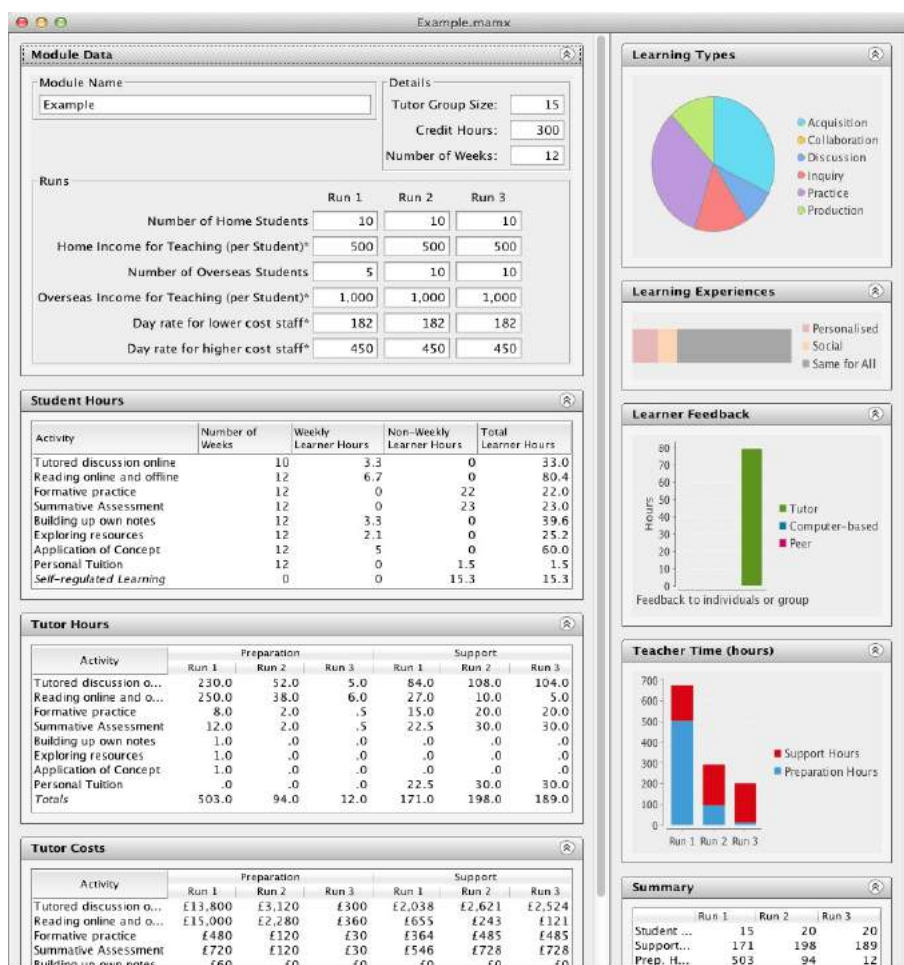 Example.mamx
Module Data
Module Name
Example
Details
Tutor Group Size: 15
Credit Hours: 300
Number of Weeks: 12
Runs
Run 1 Run 2 Run 3
Number of Home Students 10 10 10
Home Income for Teaching (per Student)* 500 500 500
Number of Overseas Students 5 10 10
Overseas Income for Teaching (per Student)* 1,000 1,000 1,000
Day rate for lower cost staff* 182 182 182
Day rate for higher cost staff* 450 450 450
Student Hours
Activity Number of Weeks Weekly Learner Hours Non-Weekly Learner Hours Total Learner Hours
Tutored discussion online 10 3.3 0 33.0
Reading online and offline 12 6.7 0 80.4
Formative practice 12 0 22 22.0
Summative Assessment 12 0 23 23.0
Building up own notes 12 3.3 0 39.6
Exploring resources 12 2.1 0 25.2
Application of Concept 12 5 0 60.0
Personal Tuition 12 0 1.5 1.5
Self-regulated Learning 0 0 15.3 15.3
Tutor Hours
Activity Preparation Support
Run 1 Run 2 Run 3 Run 1 Run 2 Run 3
Tutored discussion o... 230.0 52.0 5.0 84.0 108.0 104.0
Reading online and o... 250.0 38.0 6.0 27.0 10.0 5.0
Formative practice 8.0 2.0 .5 15.0 20.0 20.0
Summative Assessment 12.0 2.0 .5 22.5 30.0 30.0
Building up own notes 1.0 .0 .0 .0 .0 .0
Exploring resources 1.0 .0 .0 .0 .0 .0
Application of Concept 1.0 .0 .0 .0 .0 .0
Personal Tuition .0 .0 .0 22.5 30.0 30.0
Totals 503.0 94.0 12.0 171.0 198.0 189.0
Tutor Costs
Activity Preparation Support
Run 1 Run 2 Run 3 Run 1 Run 2 Run 3
Tutored discussion o... £13,800 £3,120 £300 £2,038 £2,621 £2,524
Reading online and o... £15,000 £2,280 £360 £655 £243 £121
Formative practice £480 £120 £30 £364 £485 £485
Summative Assessment £720 £120 £30 £546 £728 £728
Building up own notes £60 £0 £0 £0 £0 £0
Learning Types
Acquisition
Collaboration
Discussion
Inquiry
Practice
Production
Learning Experiences
Personalised
Social
Same for All
Learner Feedback
80
70
60
50
40
30
20
10
0
Hours
Tutor
Computer-based
Peer
Feedback to individuals or group
Teacher Time (hours)
700
600
500
400
300
200
100
0
Support Hours
Preparation Hours
Run 1 Run 2 Run 3
Summary
Run 1 Run 2 Run 3
Student ... 15 20 20
Support... 171 198 189
Prep. H... 503 94 12